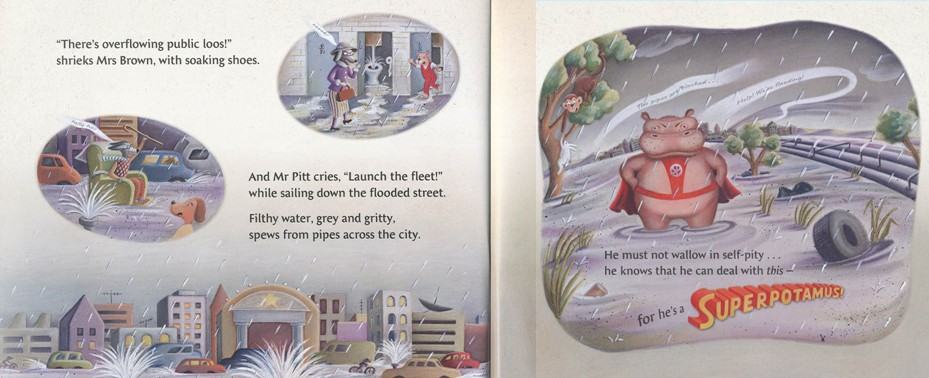 “There’s overflowing public loos!”
shrieks Mrs Brown, with soaking shoes.
And Mr Pitt cries, “Launch the fleet!”
while sailing down the flooded street.
Filthy water, grey and gritty,
spews from pipes across the city.
The pipes are blocked . . .
Help! We’re flooding!
He must not wallow in self-pity . . .
he knows that he can deal with this –
for he’s a SUPERPOTAMUS!